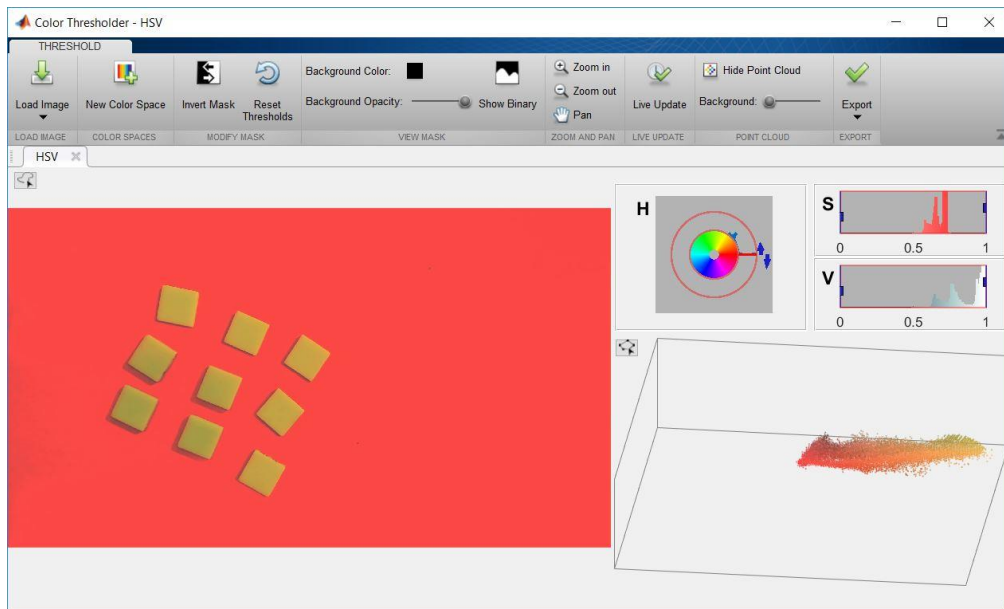 Color Thresholder - HSV
THRESHOLD
Load Image
New Color Space
Invert Mask
Reset Thresholds
Background Color:
Background Opacity:
Show Binary
Zoom in
Zoom out
Pan
Live Update
Hide Point Cloud
Background:
Export
LOAD IMAGE
COLOR SPACES
MODIFY MASK
VIEW MASK
ZOOM AND PAN
LIVE UPDATE
POINT CLOUD
EXPORT
HSV
H
S
0 0.5 1
V
0 0.5 1